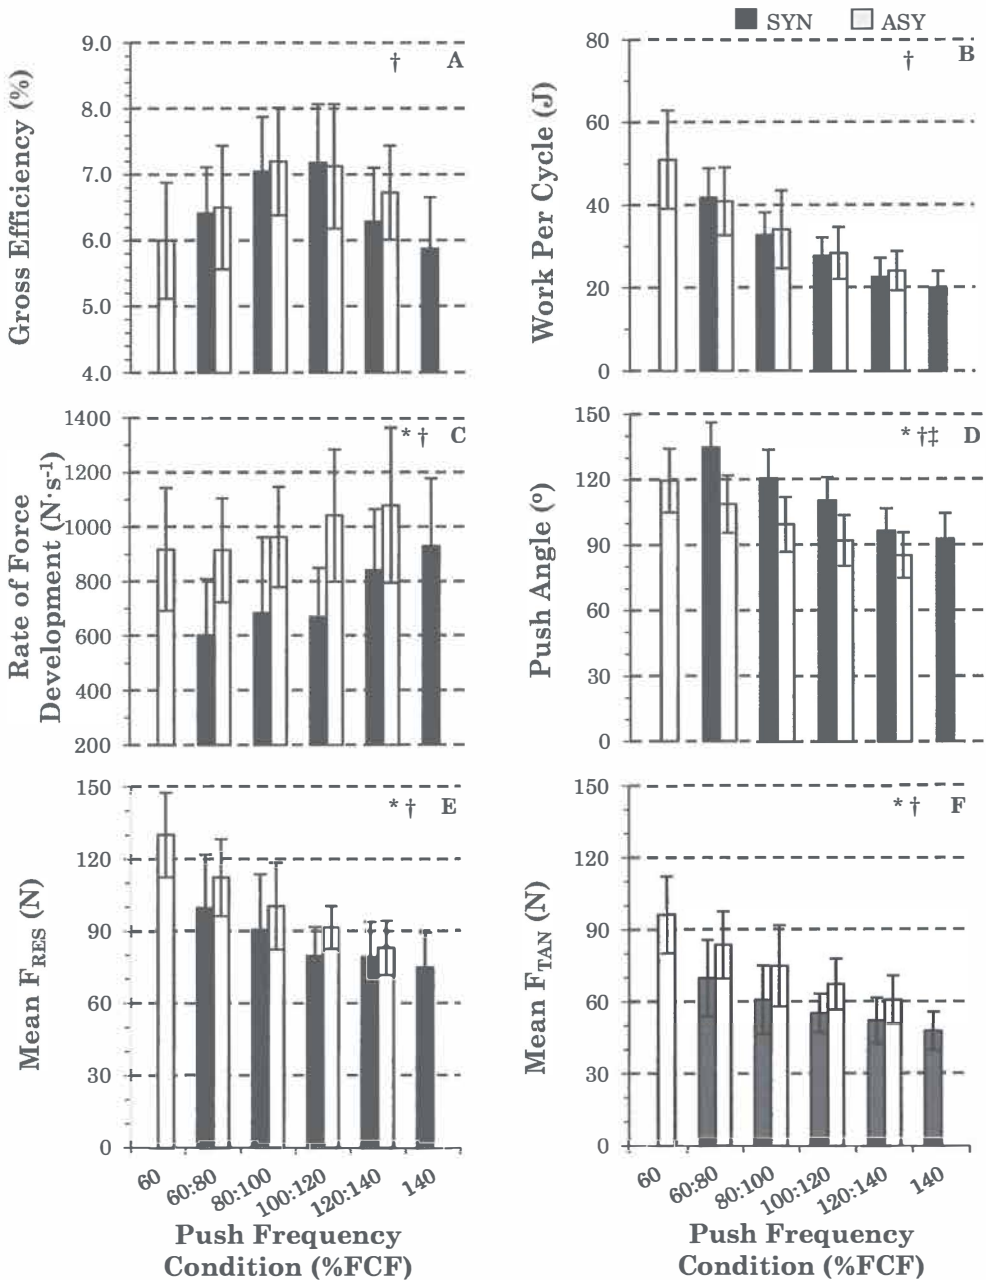 SYN ASY
9.0
8.0
7.0
6.0
5.0
4.0
Gross Efficiency (%)
† A
80
60
40
20
0
Work Per Cycle (J)
† B
1400
1200
1000
800
600
400
200
Rate of Force
Development (N·s⁻¹)
* † C
150
120
90
60
30
0
Push Angle (º)
* †‡ D
150
120
90
60
30
0
Mean F_RES (N)
* † E
60 60:80 80:100 100:120 120:140 140
Push Frequency
Condition (%FCF)
150
120
90
60
30
0
Mean F_TAN (N)
* † F
60 60:80 80:100 100:120 120:140 140
Push Frequency
Condition (%FCF)